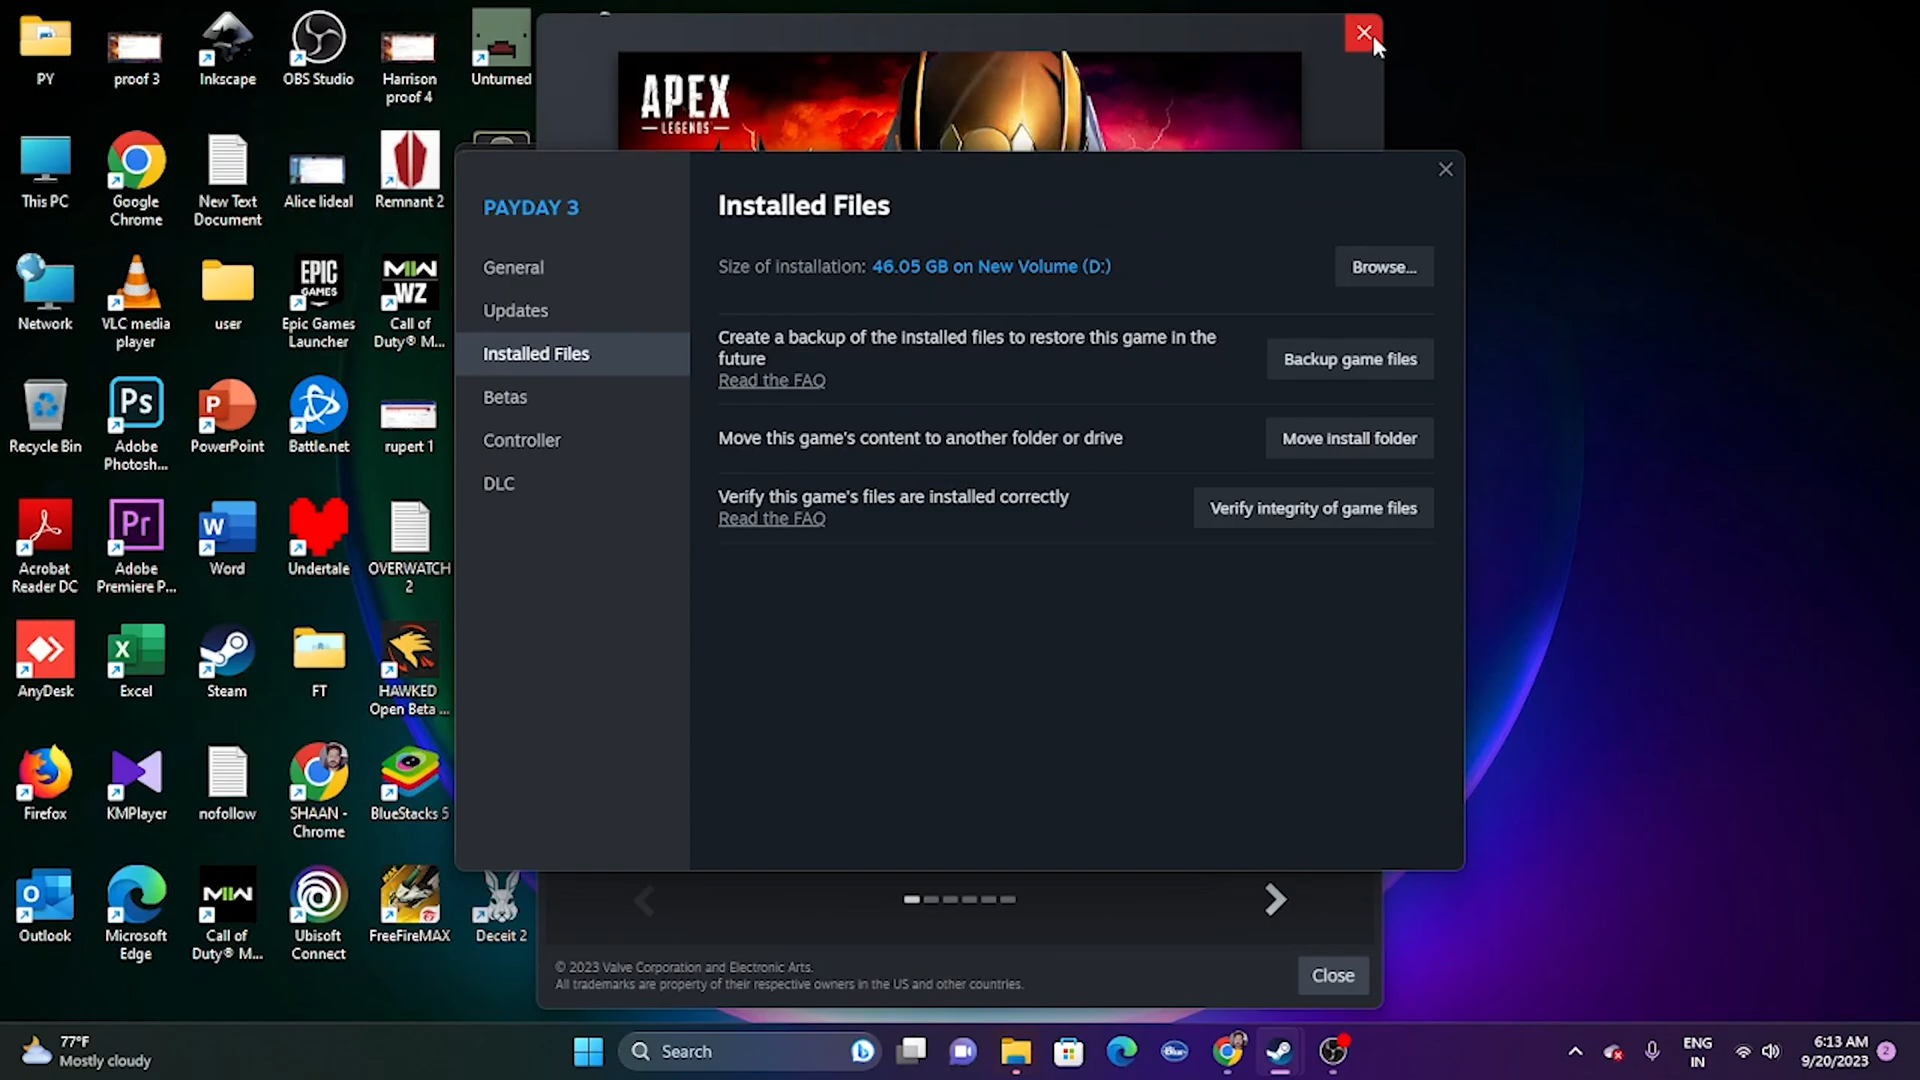 PY
proof 3
Inkscape
OBS Studio
Harrison
proof 4
Unturned
This PC
Google
Chrome
New Text
Document
Alice lideal
Remnant 2
Network
VLC media
player
user
EPIC
GAMES
Epic Games
Launcher
MW
WZ
Call of
Duty® M...
Recycle Bin
Ps
Adobe
Photosh...
P
PowerPoint
Battle.net
rupert 1
Acrobat
Reader DC
Pr
Adobe
Premiere P...
W
Word
Undertale
OVERWATCH
2
AnyDesk
X
Excel
Steam
FT
HAWKED
Open Beta ...
Firefox
KMPlayer
nofollow
SHAAN -
Chrome
BlueStacks 5
O
Outlook
Microsoft
Edge
MW
Call of
Duty® M...
Ubisoft
Connect
MAX
FreeFireMAX
Deceit 2
APEX
LEGENDS
PAYDAY 3
General
Updates
Installed Files
Betas
Controller
DLC
Installed Files
Size of installation: 46.05 GB on New Volume (D:)
Browse...
Create a backup of the installed files to restore this game in the
future
Read the FAQ
Backup game files
Move this game's content to another folder or drive
Move install folder
Verify this game's files are installed correctly
Read the FAQ
Verify integrity of game files
© 2023 Valve Corporation and Electronic Arts.
All trademarks are property of their respective owners in the US and other countries.
Close
77°F
Mostly cloudy
Search
ENG
IN
6:13 AM
9/20/2023
2